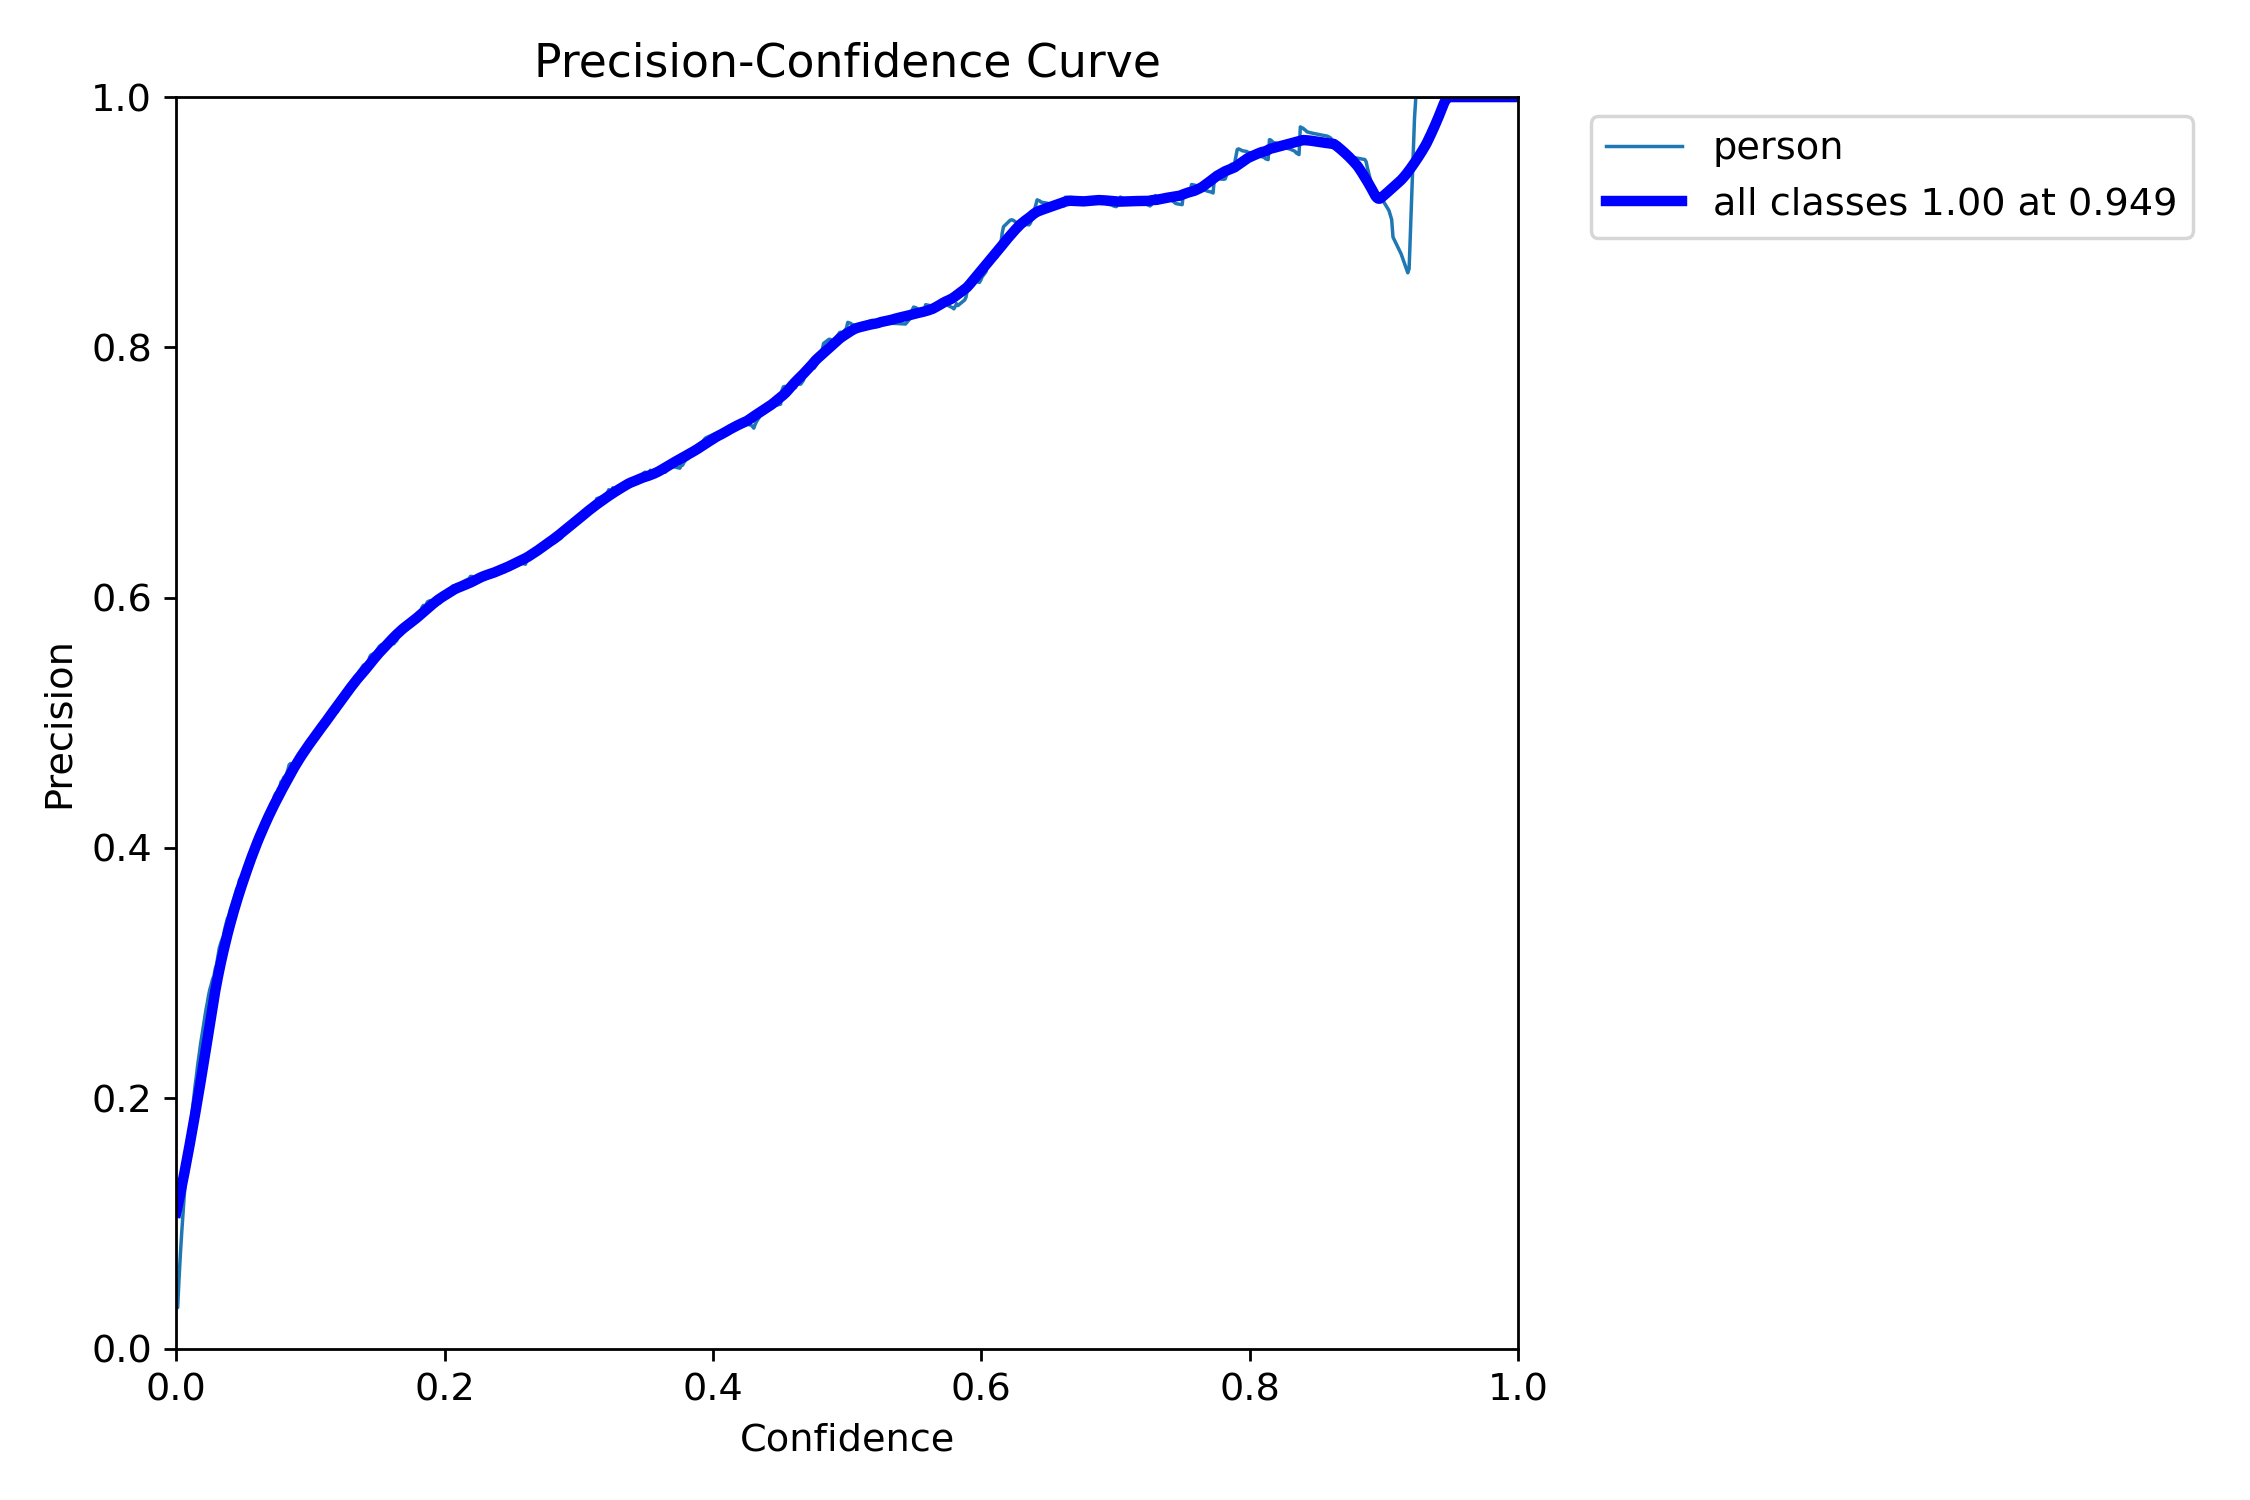 Precision-Confidence Curve
1.0
0.8
0.6
0.4
0.2
0.0
Precision
0.0 0.2 0.4 0.6 0.8 1.0
Confidence
person
all classes 1.00 at 0.949